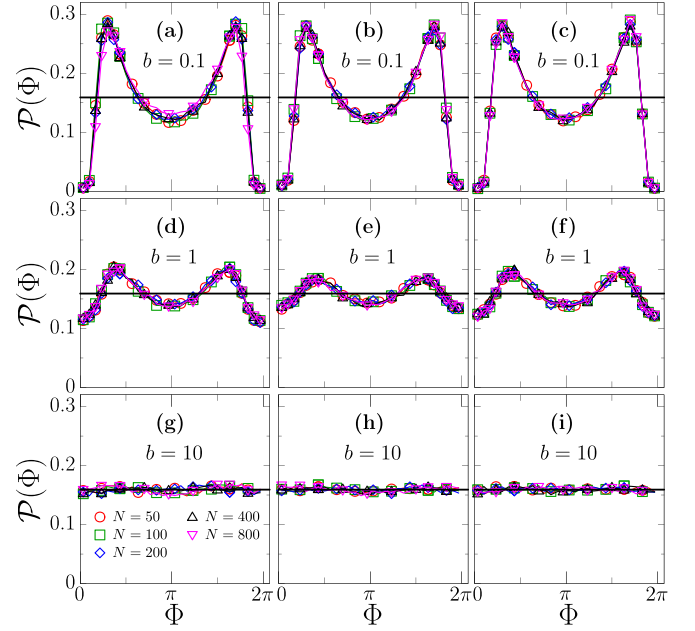 0.3
(a)
(b)
(c)
b = 0.1
b = 0.1
b = 0.1
0.2
P(Φ)
0.1
0
0.3
(d)
(e)
(f)
b = 1
b = 1
b = 1
0.2
P(Φ)
0.1
0
0.3
(g)
(h)
(i)
b = 10
b = 10
b = 10
0.2
P(Φ)
0.1
N = 50
N = 400
N = 100
N = 800
N = 200
0
0 π 2π
0 π 2π
0 π 2π
Φ
Φ
Φ